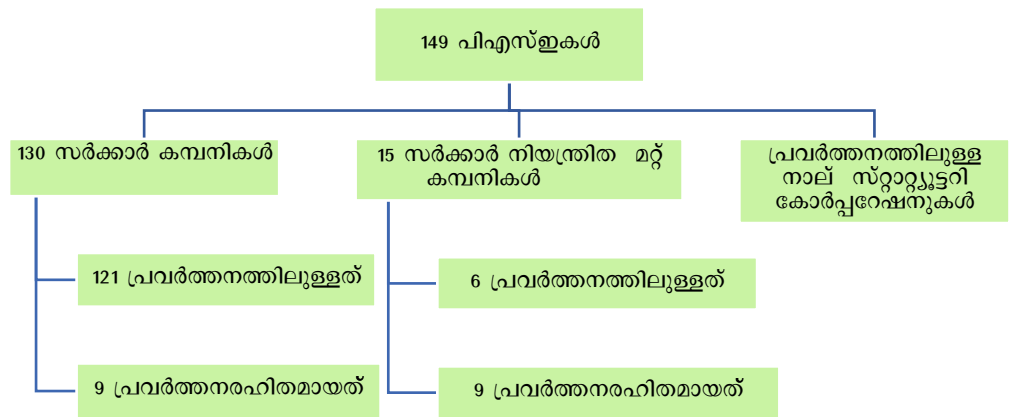 149 പിഎസ്ഇകൾ
130 സർക്കാർ കമ്പനികൾ
15 സർക്കാർ നിയന്ത്രിത മറ്റ്
കമ്പനികൾ
പ്രവർത്തനത്തിലുള്ള
നാല് സ്റ്റാറ്റ്യൂട്ടറി
കോർപ്പറേഷനുകൾ
121 പ്രവർത്തനത്തിലുള്ളത്
6 പ്രവർത്തനത്തിലുള്ളത്
9 പ്രവർത്തനരഹിതമായത്
9 പ്രവർത്തനരഹിതമായത്